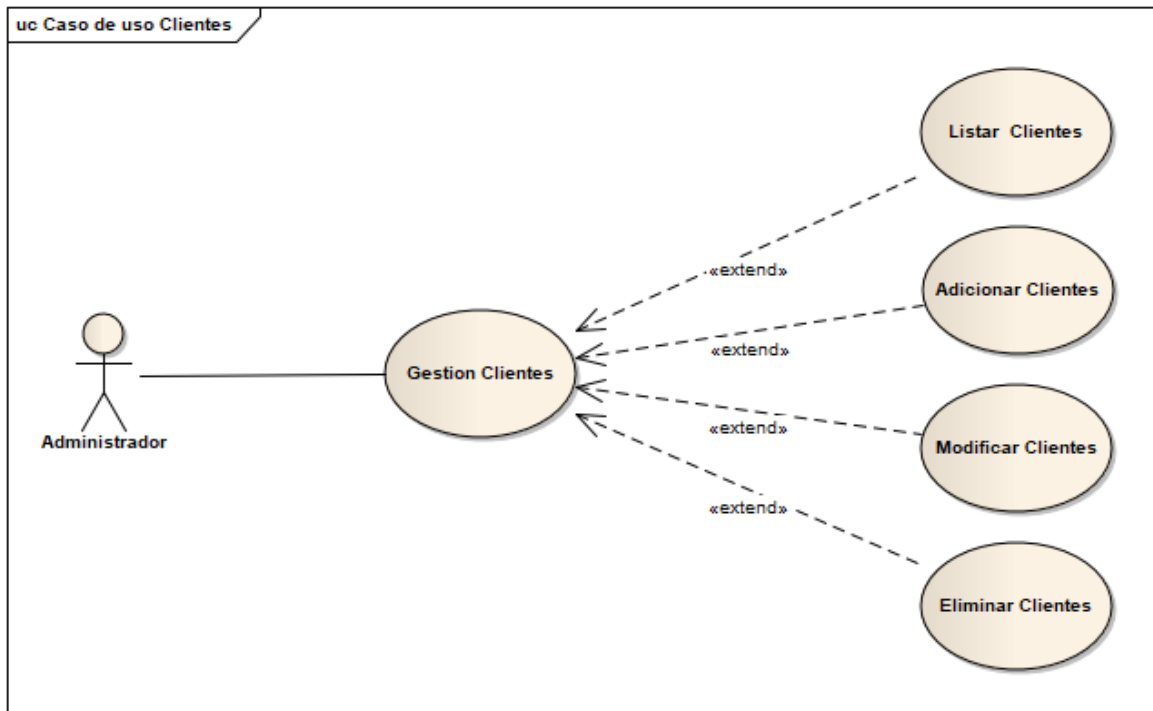 uc Caso de uso Clientes
Listar Clientes
«extend»
Adicionar Clientes
«extend»
Gestion Clientes
Administrador
«extend»
Modificar Clientes
«extend»
Eliminar Clientes